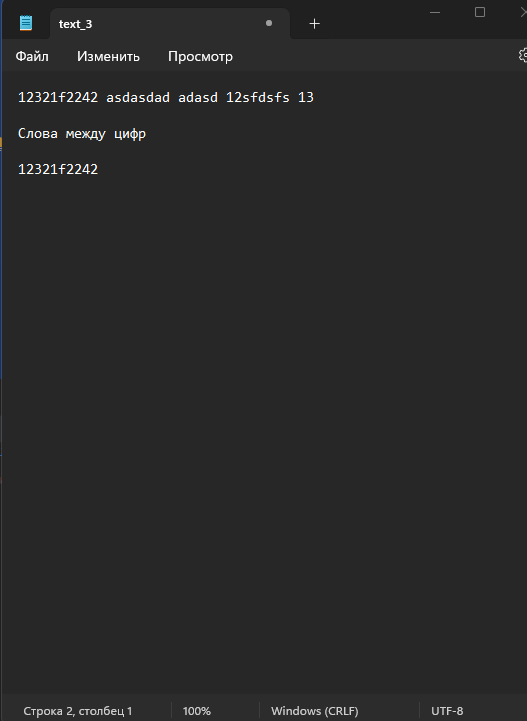 text_3
Файл Изменить Просмотр
12321f2242 asdasdad adasd 12sfdsfs 13
Слова между цифр
12321f2242
Строка 2, столбец 1 100% Windows (CRLF) UTF-8